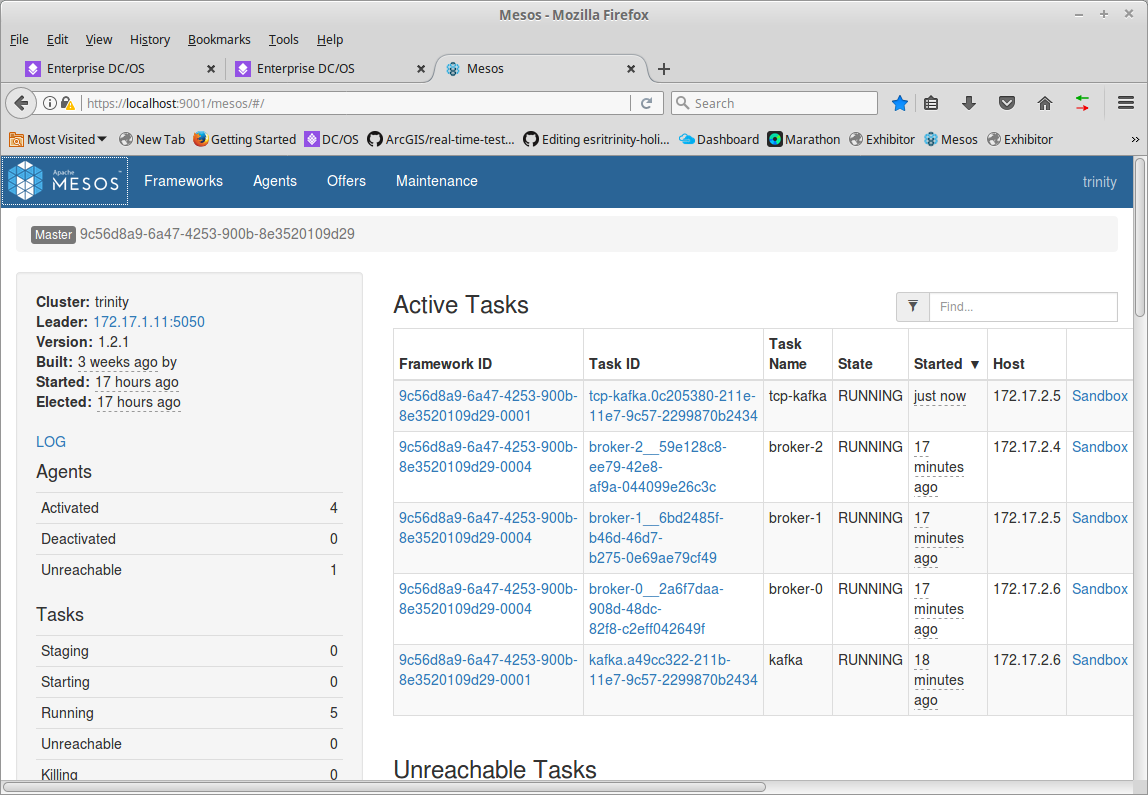 Mesos - Mozilla Firefox
File Edit View History Bookmarks Tools Help
Enterprise DC/OS
Enterprise DC/OS
Mesos
https://localhost:9001/mesos/#/
Search
Most Visited New Tab Getting Started DC/OS ArcGIS/real-time-test... Editing esritrinity-holi... Dashboard Marathon Exhibitor Mesos Exhibitor »
Apache
MESOS™ Frameworks Agents Offers Maintenance trinity
Master 9c56d8a9-6a47-4253-900b-8e3520109d29
Cluster: trinity
Leader: 172.17.1.11:5050
Version: 1.2.1
Built: 3 weeks ago by
Started: 17 hours ago
Elected: 17 hours ago
LOG
Agents
Activated 4
Deactivated 0
Unreachable 1
Tasks
Staging 0
Starting 0
Running 5
Unreachable 0
Killing 0
Active Tasks
Find...
Framework ID Task ID Task Name State Started ▼ Host
9c56d8a9-6a47-4253-900b- tcp-kafka.0c205380-211e- tcp-kafka RUNNING just now 172.17.2.5 Sandbox
8e3520109d29-0001 11e7-9c57-2299870b2434
9c56d8a9-6a47-4253-900b- broker-2__59e128c8- broker-2 RUNNING 17 172.17.2.4 Sandbox
8e3520109d29-0004 ee79-42e8- minutes
af9a-044099e26c3c ago
9c56d8a9-6a47-4253-900b- broker-1__6bd2485f- broker-1 RUNNING 17 172.17.2.5 Sandbox
8e3520109d29-0004 b46d-46d7- minutes
b275-0e69ae79cf49 ago
9c56d8a9-6a47-4253-900b- broker-0__2a6f7daa- broker-0 RUNNING 17 172.17.2.6 Sandbox
8e3520109d29-0004 908d-48dc- minutes
82f8-c2eff042649f ago
9c56d8a9-6a47-4253-900b- kafka.a49cc322-211b- kafka RUNNING 18 172.17.2.6 Sandbox
8e3520109d29-0001 11e7-9c57-2299870b2434 minutes
ago
Unreachable Tasks